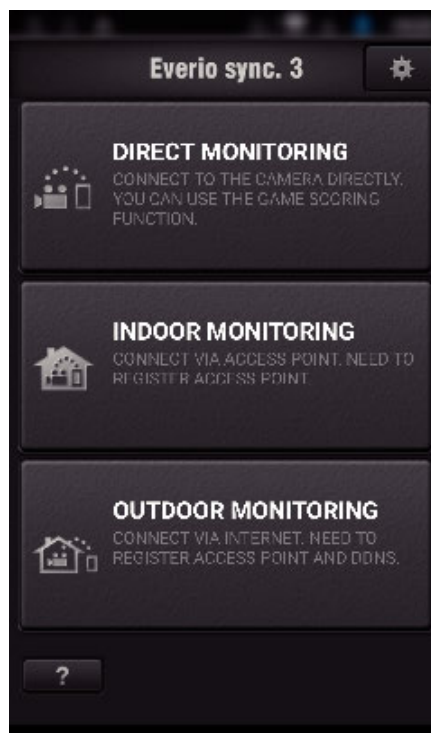 Everio sync. 3
DIRECT MONITORING
CONNECT TO THE CAMERA DIRECTLY.
YOU CAN USE THE GAME SCORING
FUNCTION.
INDOOR MONITORING
CONNECT VIA ACCESS POINT. NEED TO
REGISTER ACCESS POINT.
OUTDOOR MONITORING
CONNECT VIA INTERNET. NEED TO
REGISTER ACCESS POINT AND DDNS.
?